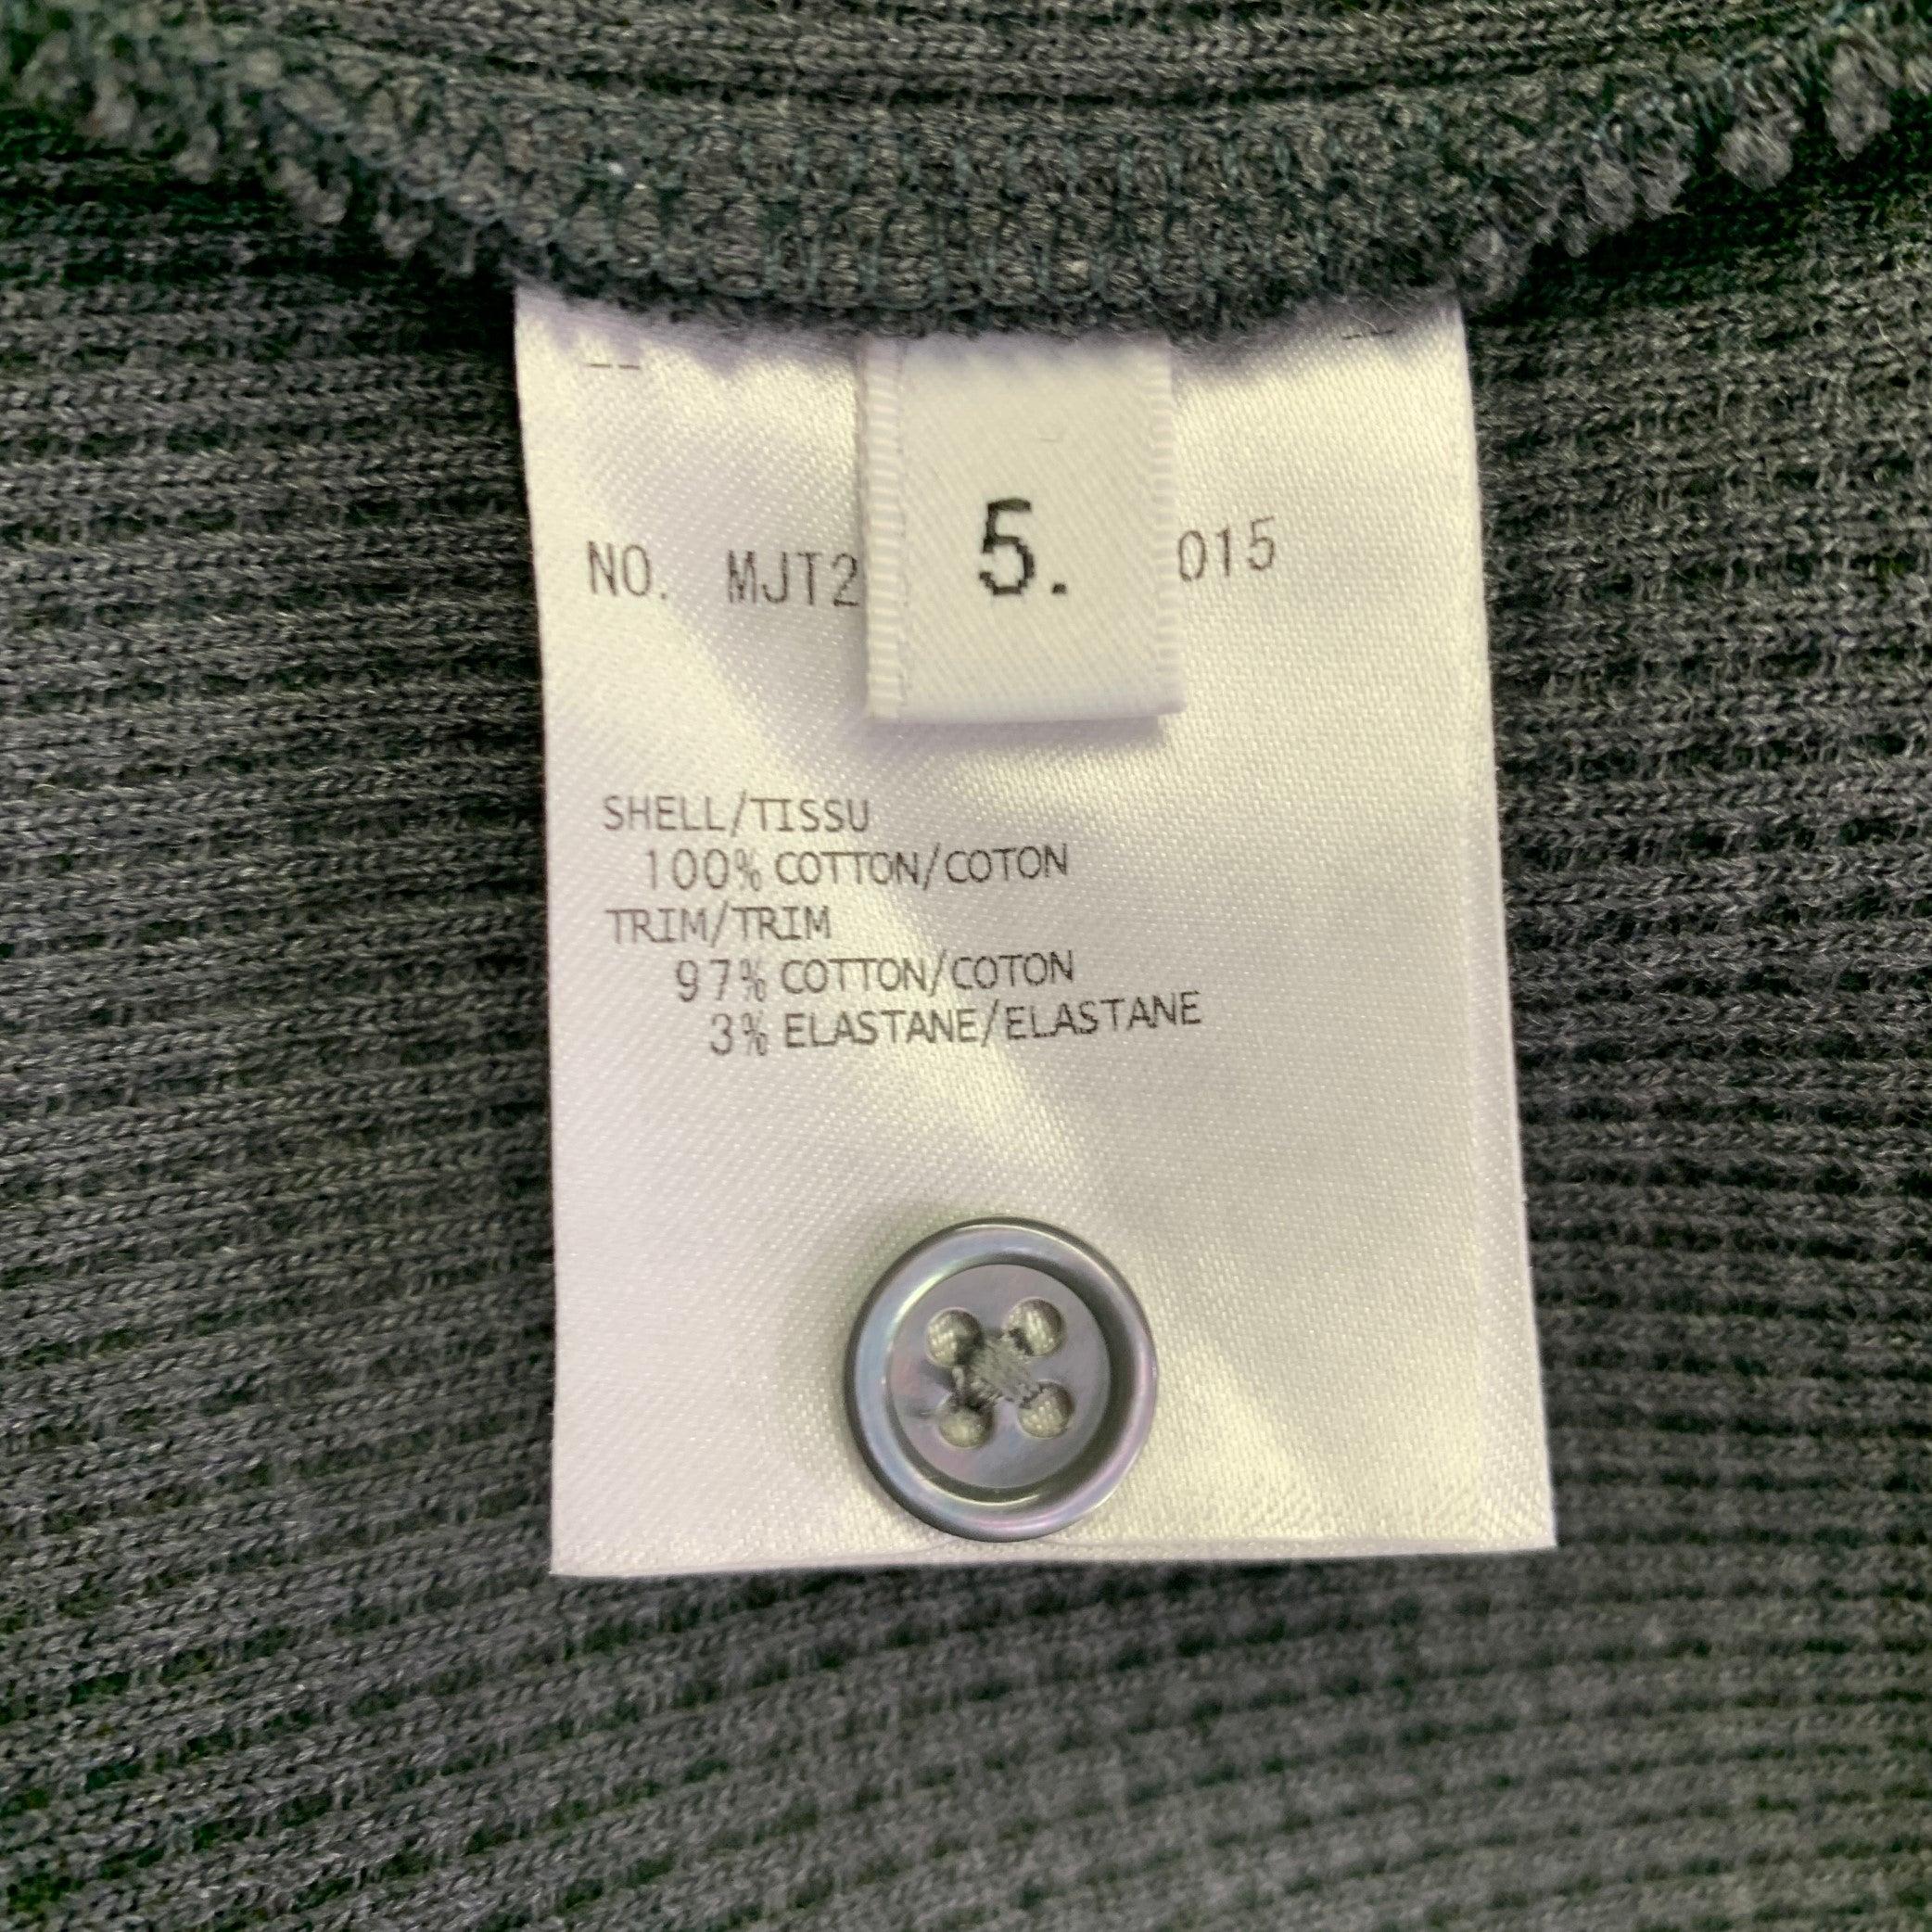 5.
NO. MJT2 015
SHELL/TISSU
100% COTTON/COTON
TRIM/TRIM
97% COTTON/COTON
3% ELASTANE/ELASTANE